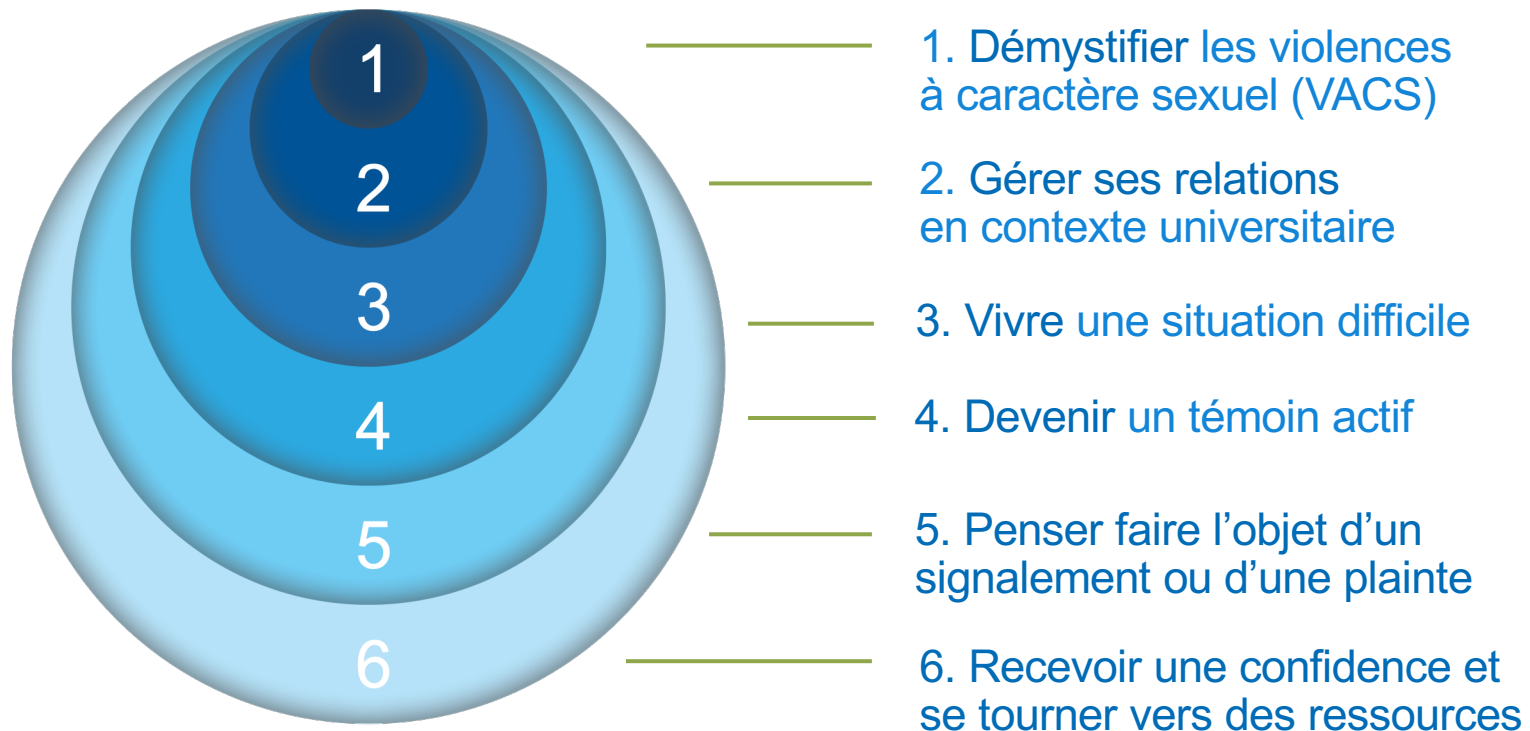 1
2
3
4
5
6
1. Démystifier les violences
à caractère sexuel (VACS)
2. Gérer ses relations
en contexte universitaire
3. Vivre une situation difficile
4. Devenir un témoin actif
5. Penser faire l’objet d’un
signalement ou d’une plainte
6. Recevoir une confidence et
se tourner vers des ressources